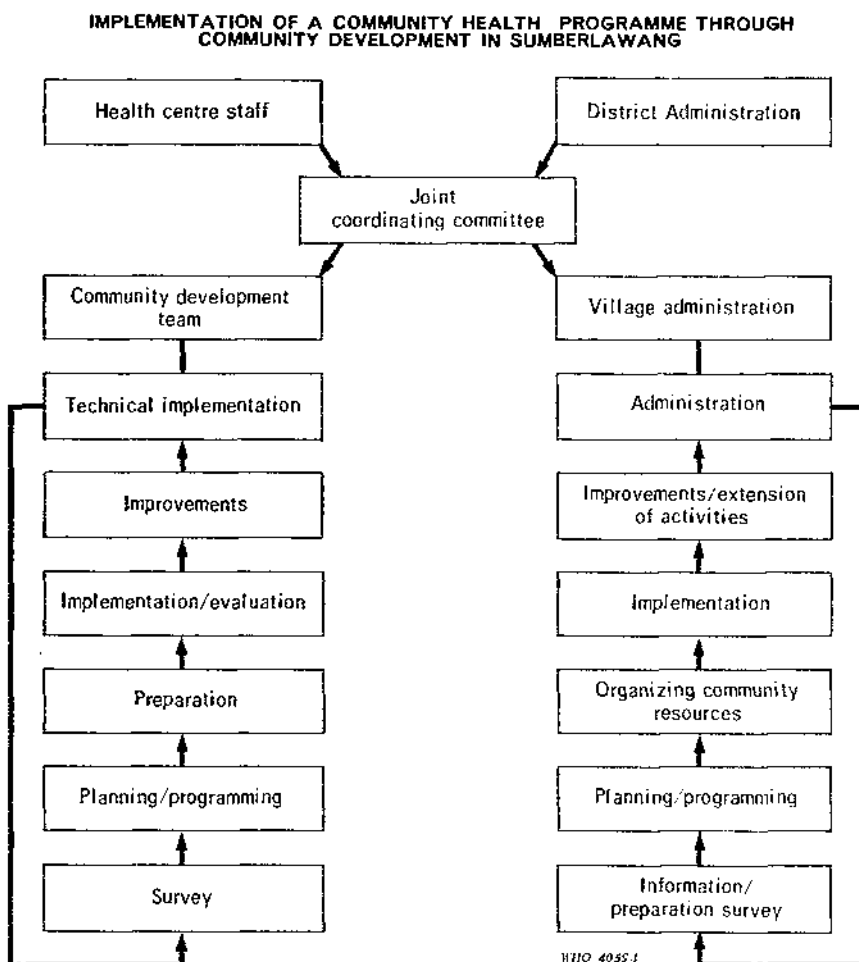 IMPLEMENTATION OF A COMMUNITY HEALTH PROGRAMME THROUGH
COMMUNITY DEVELOPMENT IN SUMBERLAWANG
Health centre staff
District Administration
Joint
coordinating committee
Community development
team
Village administration
Technical implementation
Administration
Improvements
Improvements/extension
of activities
Implementation/evaluation
Implementation
Preparation
Organizing community
resources
Planning/programming
Planning/programming
Survey
Information/
preparation survey
WHO